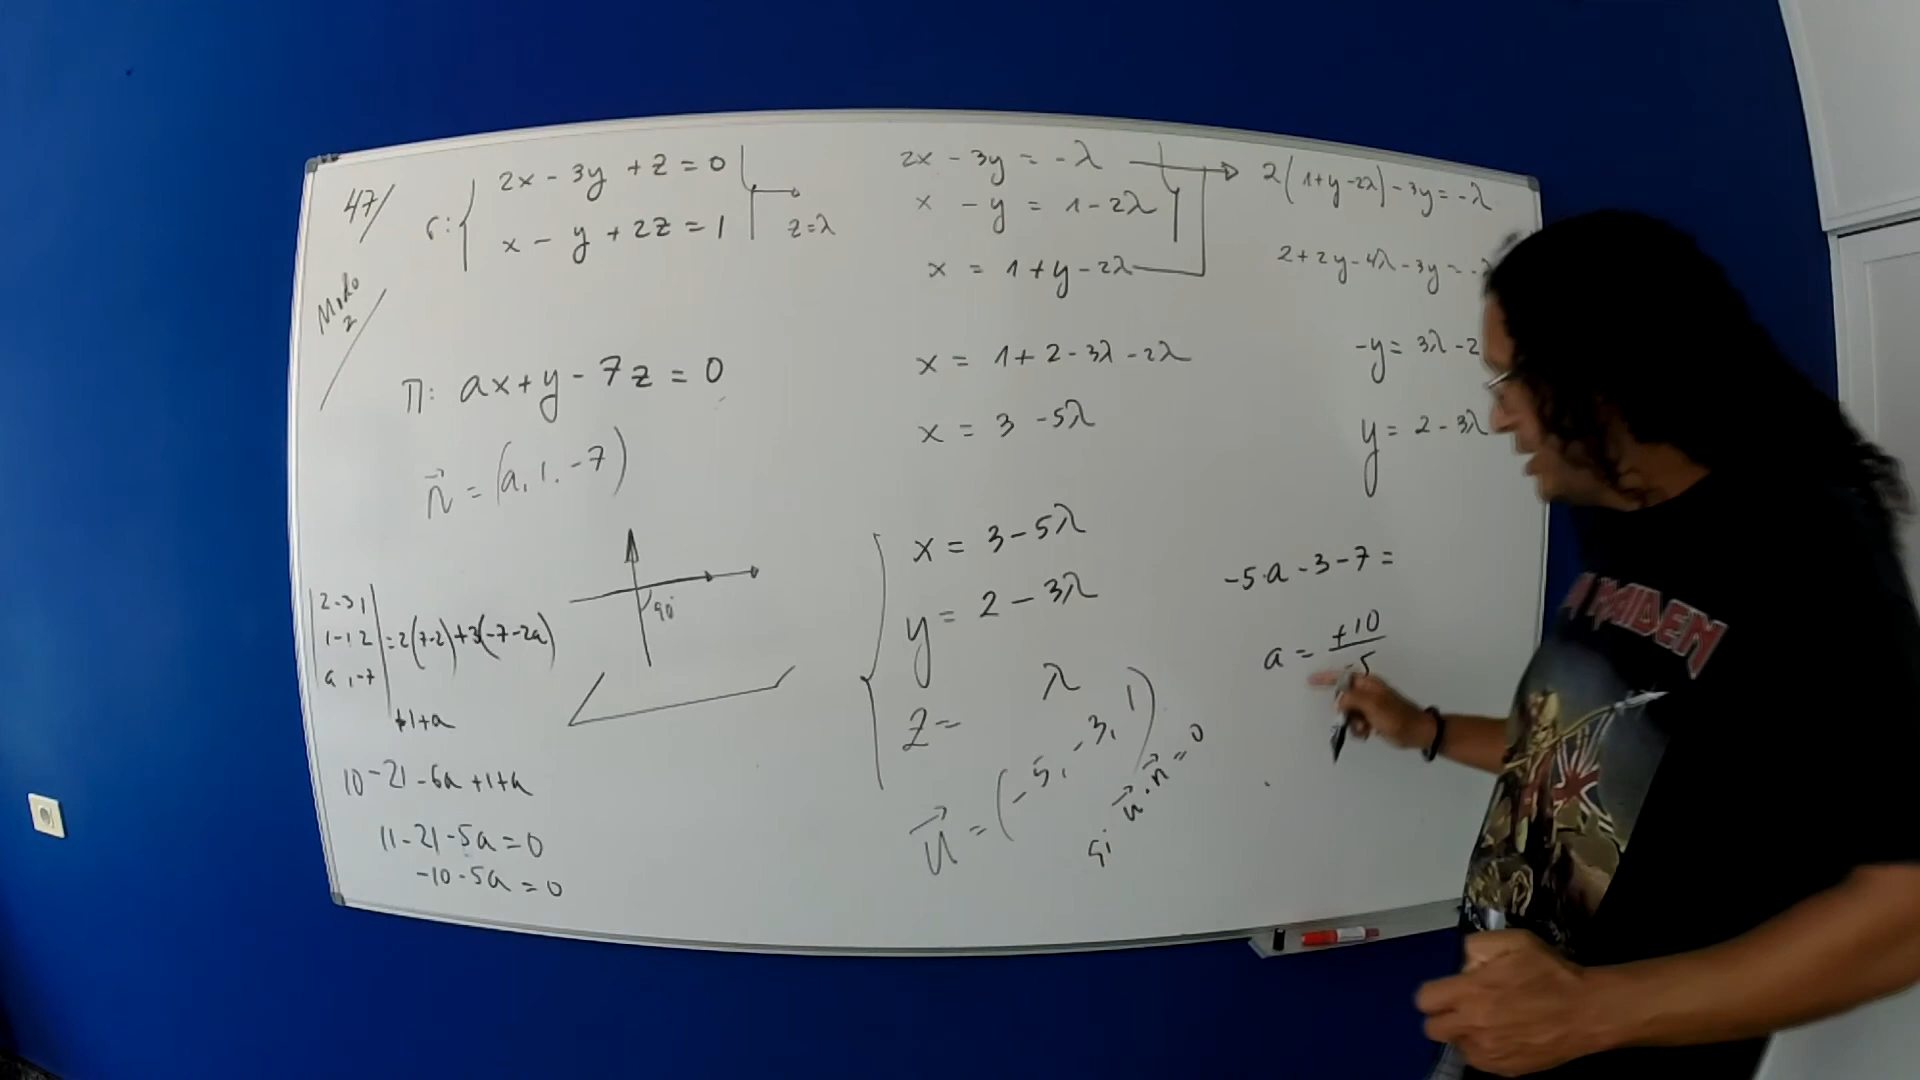 47/
r: { 2x - 3y + z = 0
x - y + 2z = 1
z = λ
2
Π: ax + y - 7z = 0
n⃗ = (a, 1, -7)
90°
2 -3 1
1 -1 2 = 2(7-2) + 3(-7-2a)
a 1 -7
+1+a
10 - 21 - 6a + 1 + a
11 - 21 - 5a = 0
-10 - 5a = 0
2x - 3y = -λ
x - y = 1 - 2λ
x = 1 + y - 2λ
x = 1 + 2 - 3λ - 2λ
x = 3 - 5λ
x = 3 - 5λ
y = 2 - 3λ
z = λ
u⃗ = (-5, -3, 1)
u⃗ · n⃗ = 0
2(1+y-2λ) - 3y = -λ
2 + 2y - 4λ - 3y = -λ
-y = 3λ - 2
y = 2 - 3λ
-5·a - 3 - 7 =
a = +10/-5
MAIDEN